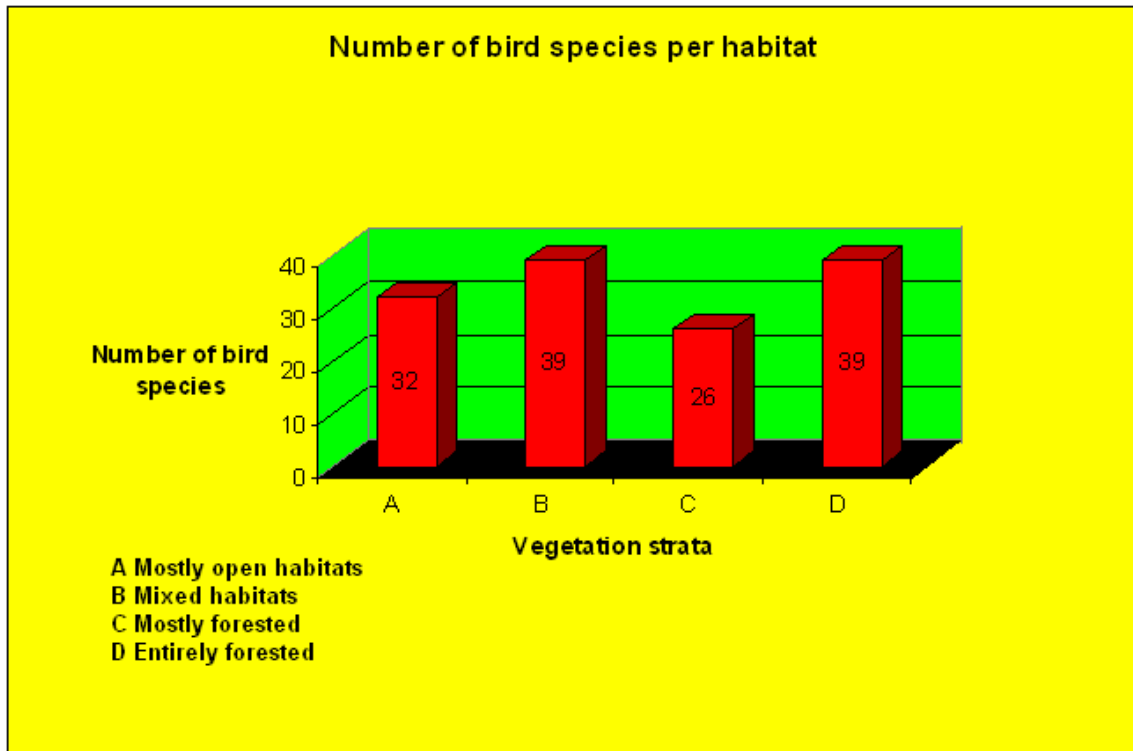 Number of bird species per habitat
40
30
20
10
0
Number of bird
species
32
39
26
39
A
B
C
D
Vegetation strata
A Mostly open habitats
B Mixed habitats
C Mostly forested
D Entirely forested